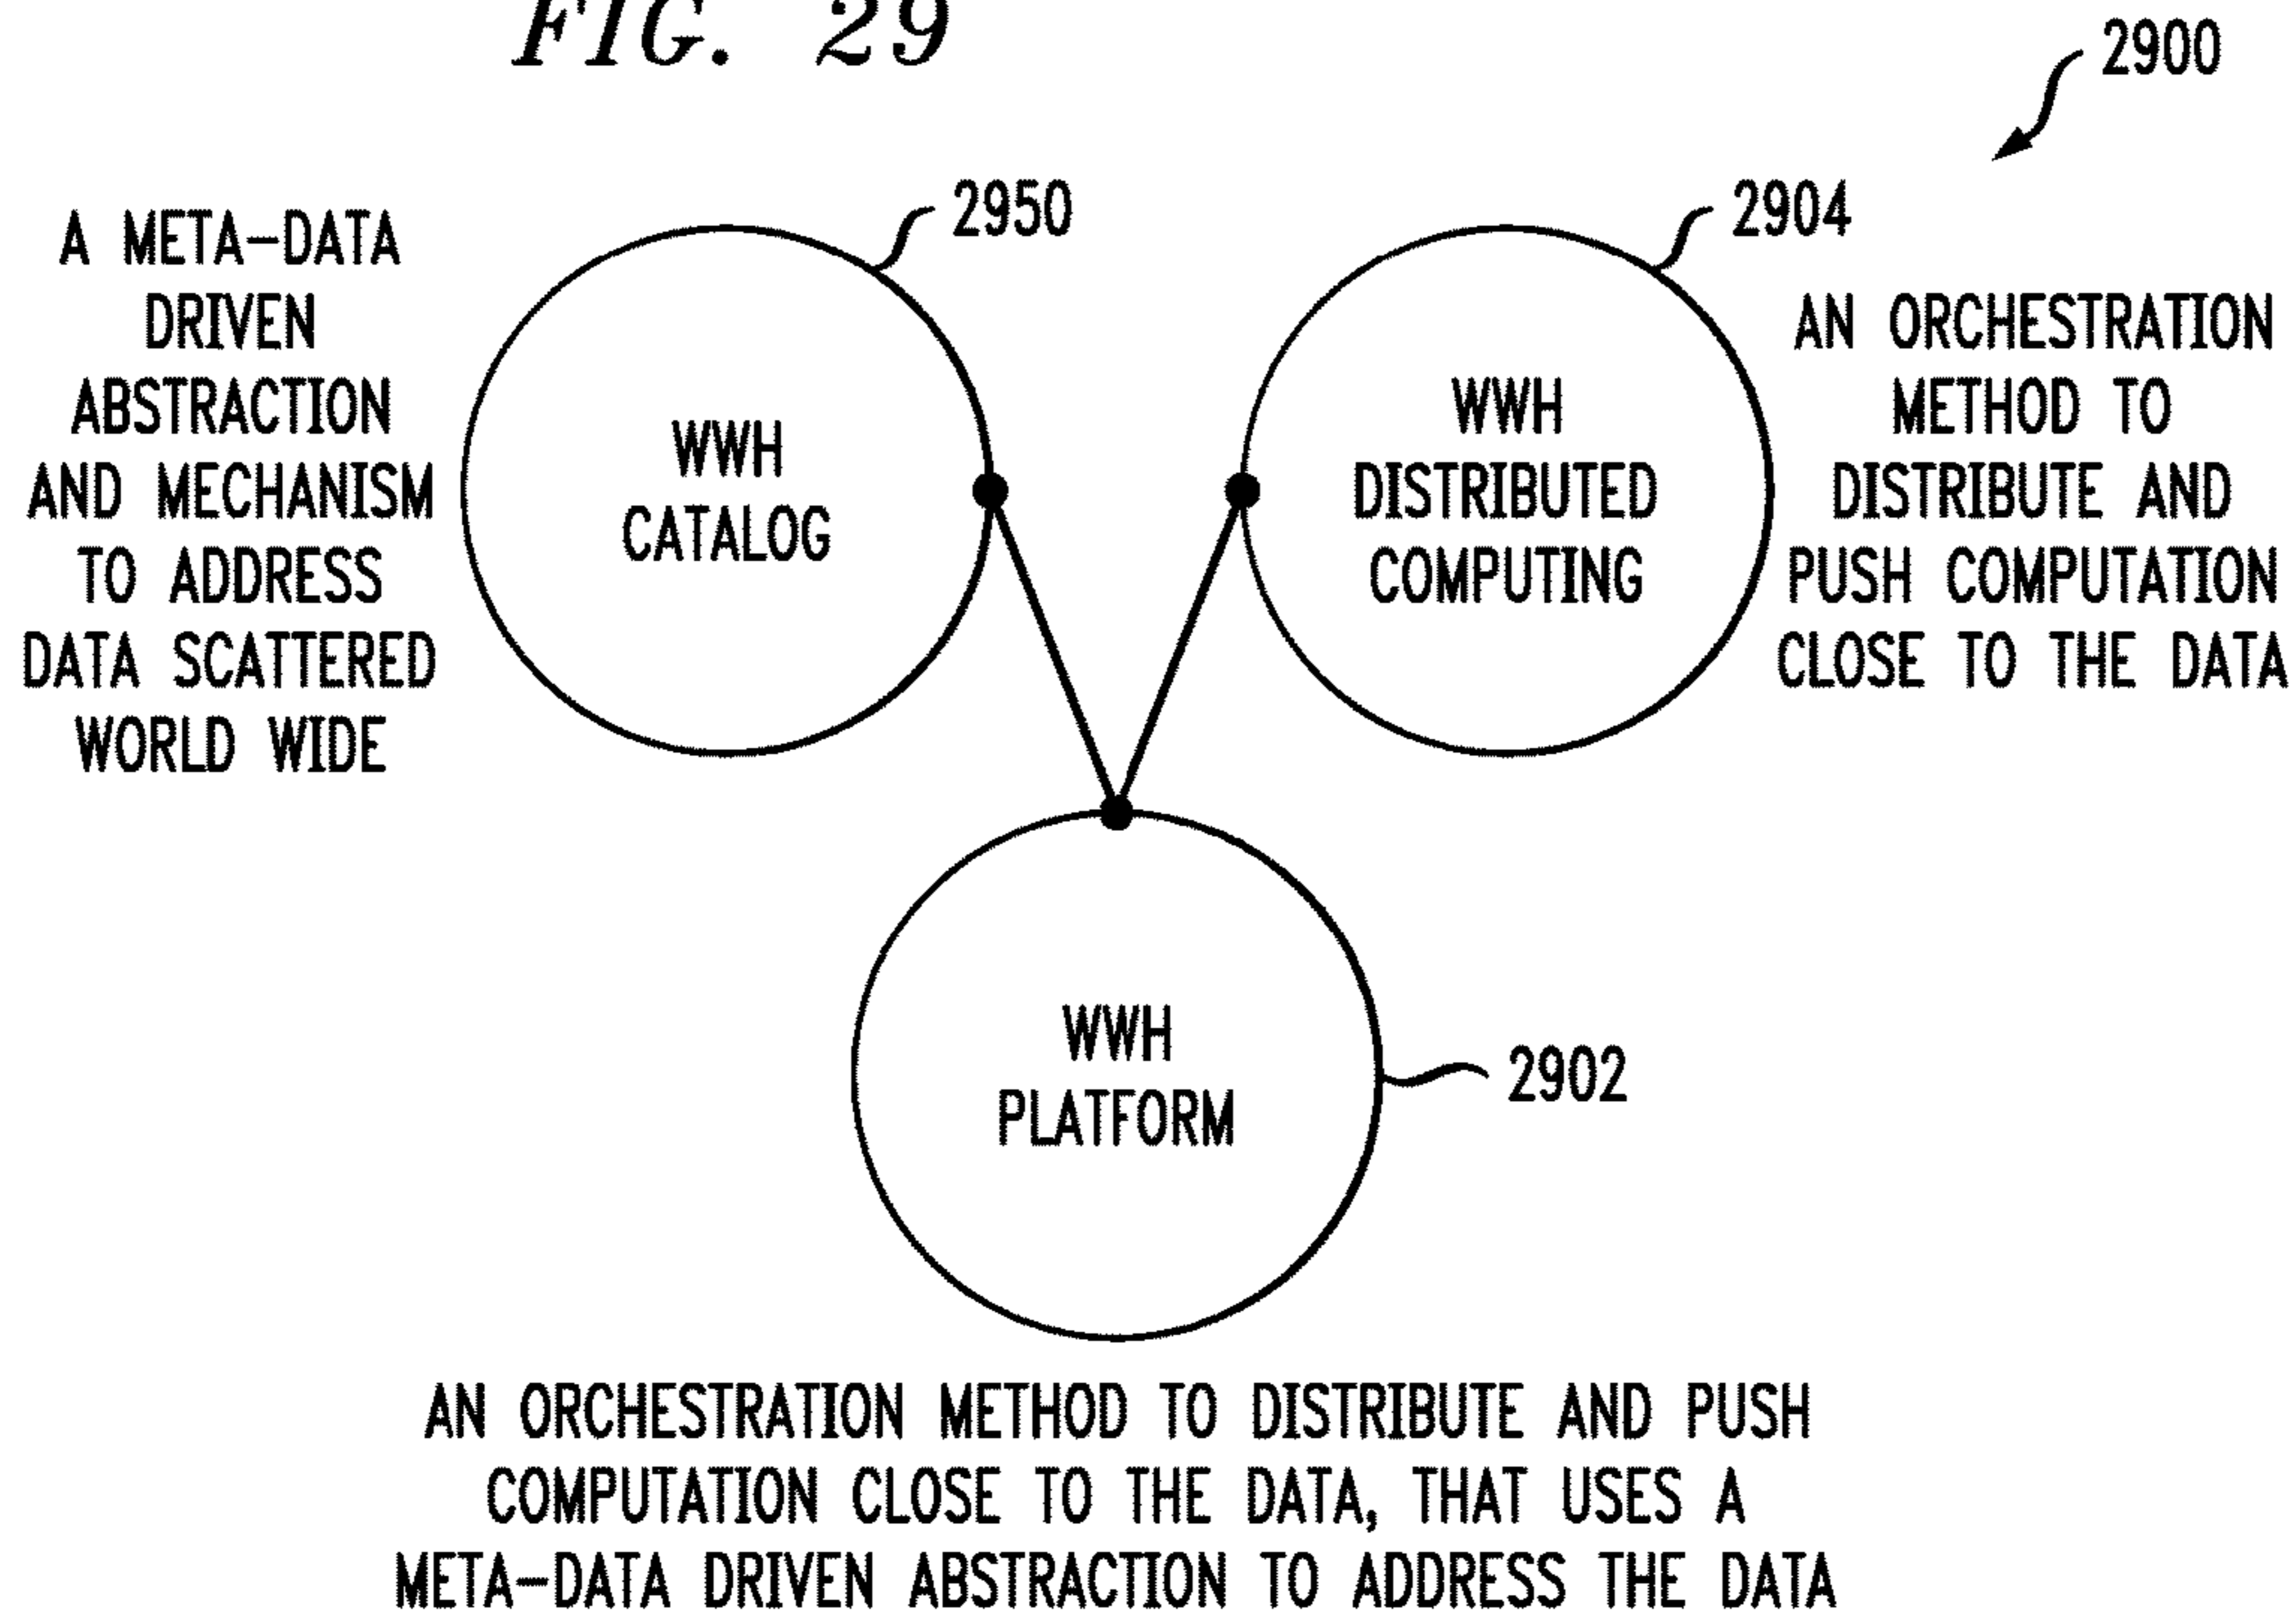 FIG. 29
2900
2950
2904
A META-DATA
DRIVEN
ABSTRACTION
AND MECHANISM
TO ADDRESS
DATA SCATTERED
WORLD WIDE
WWH
CATALOG
WWH
DISTRIBUTED
COMPUTING
AN ORCHESTRATION
METHOD TO
DISTRIBUTE AND
PUSH COMPUTATION
CLOSE TO THE DATA
WWH
PLATFORM
2902
AN ORCHESTRATION METHOD TO DISTRIBUTE AND PUSH
COMPUTATION CLOSE TO THE DATA, THAT USES A
META-DATA DRIVEN ABSTRACTION TO ADDRESS THE DATA